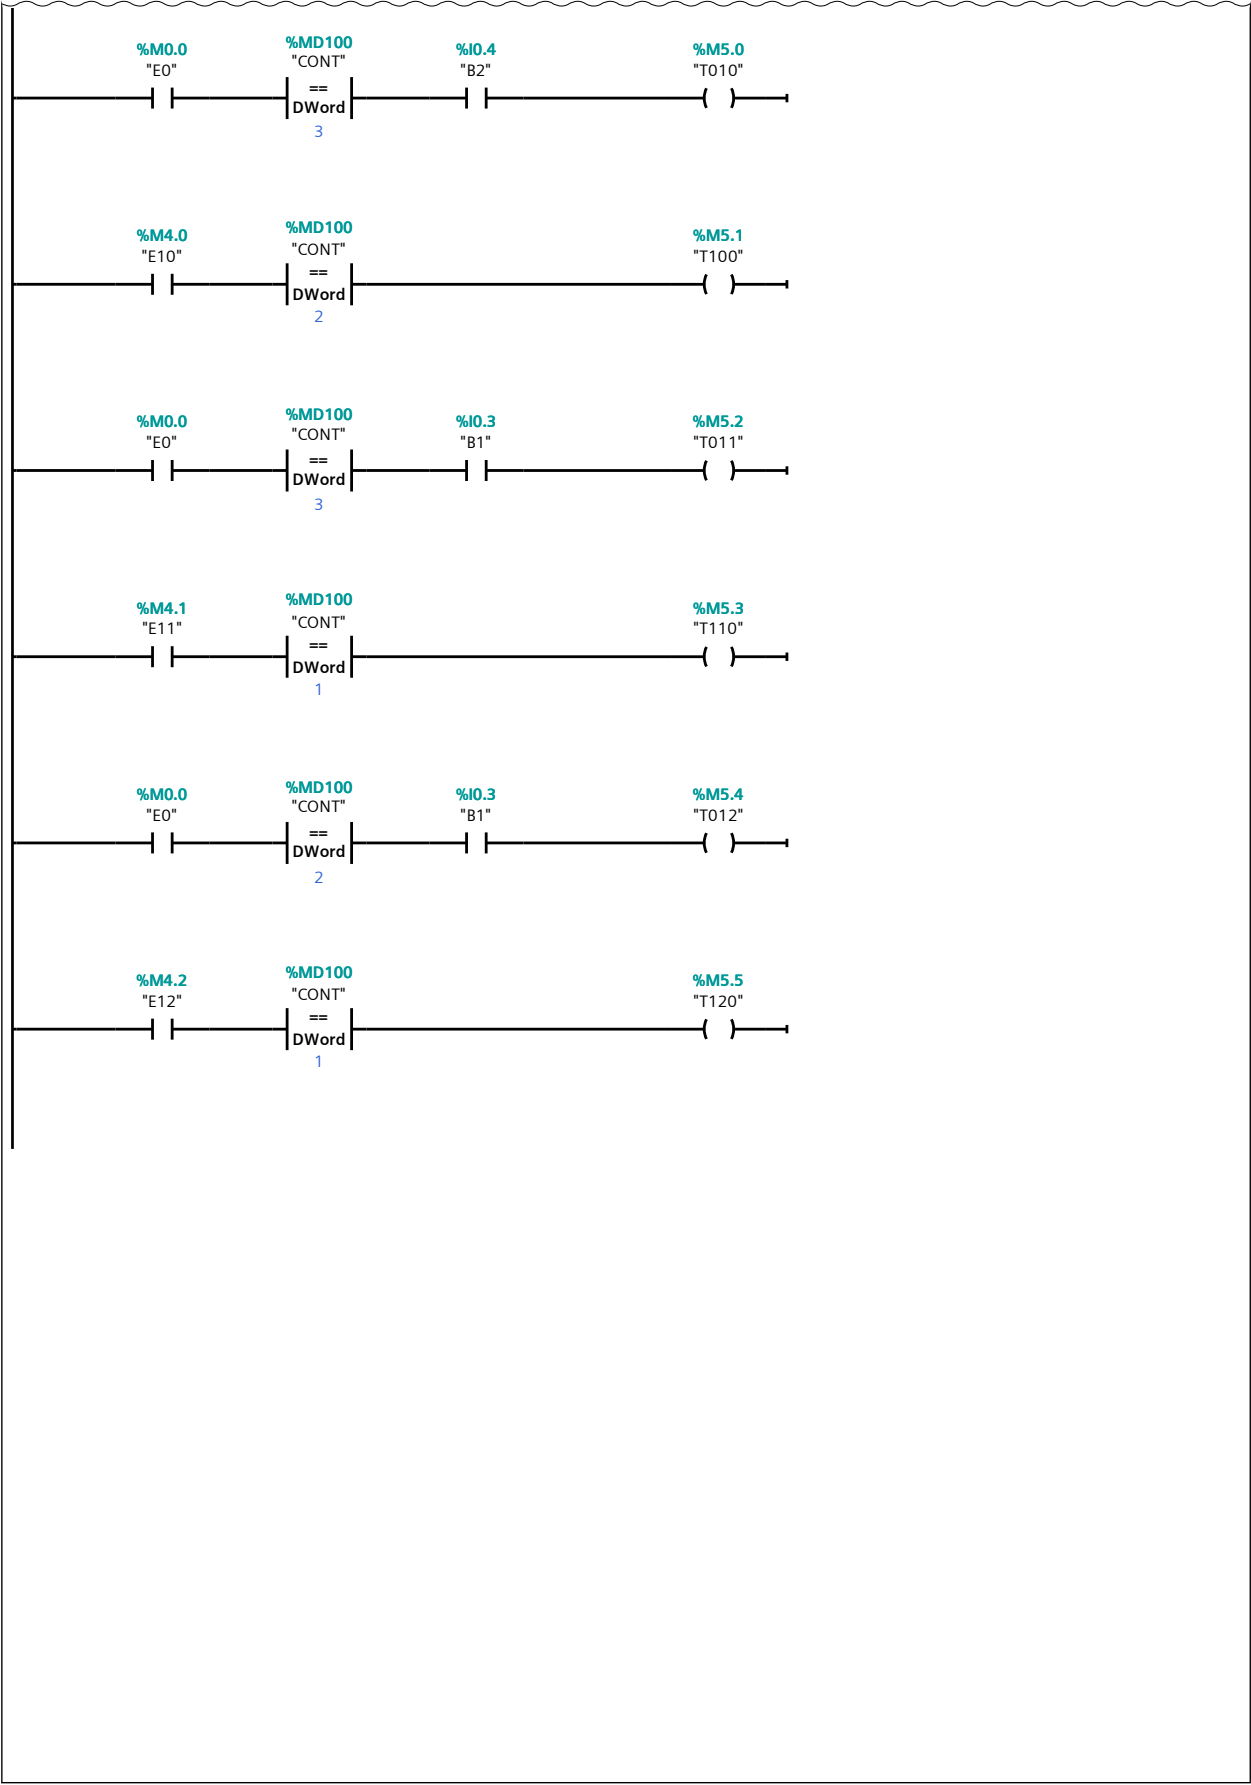 %M0.0 %MD100 %I0.4 %M5.0
"E0" "CONT" "B2" "T010"
==
DWord
3
%M4.0 %MD100 %M5.1
"E10" "CONT" "T100"
==
DWord
2
%M0.0 %MD100 %I0.3 %M5.2
"E0" "CONT" "B1" "T011"
==
DWord
3
%M4.1 %MD100 %M5.3
"E11" "CONT" "T110"
==
DWord
1
%M0.0 %MD100 %I0.3 %M5.4
"E0" "CONT" "B1" "T012"
==
DWord
2
%M4.2 %MD100 %M5.5
"E12" "CONT" "T120"
==
DWord
1